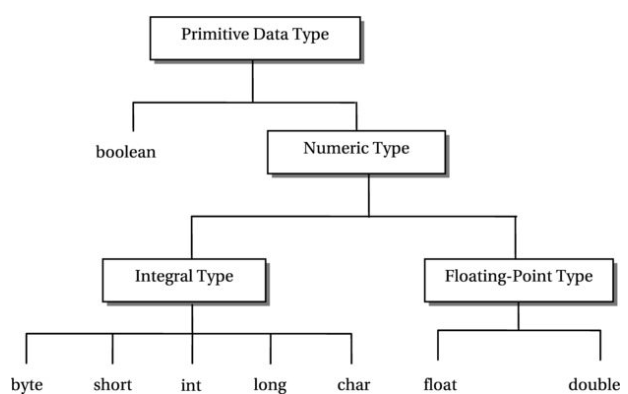 Primitive Data Type
boolean
Numeric Type
Integral Type
Floating-Point Type
byte
short
int
long
char
float
double